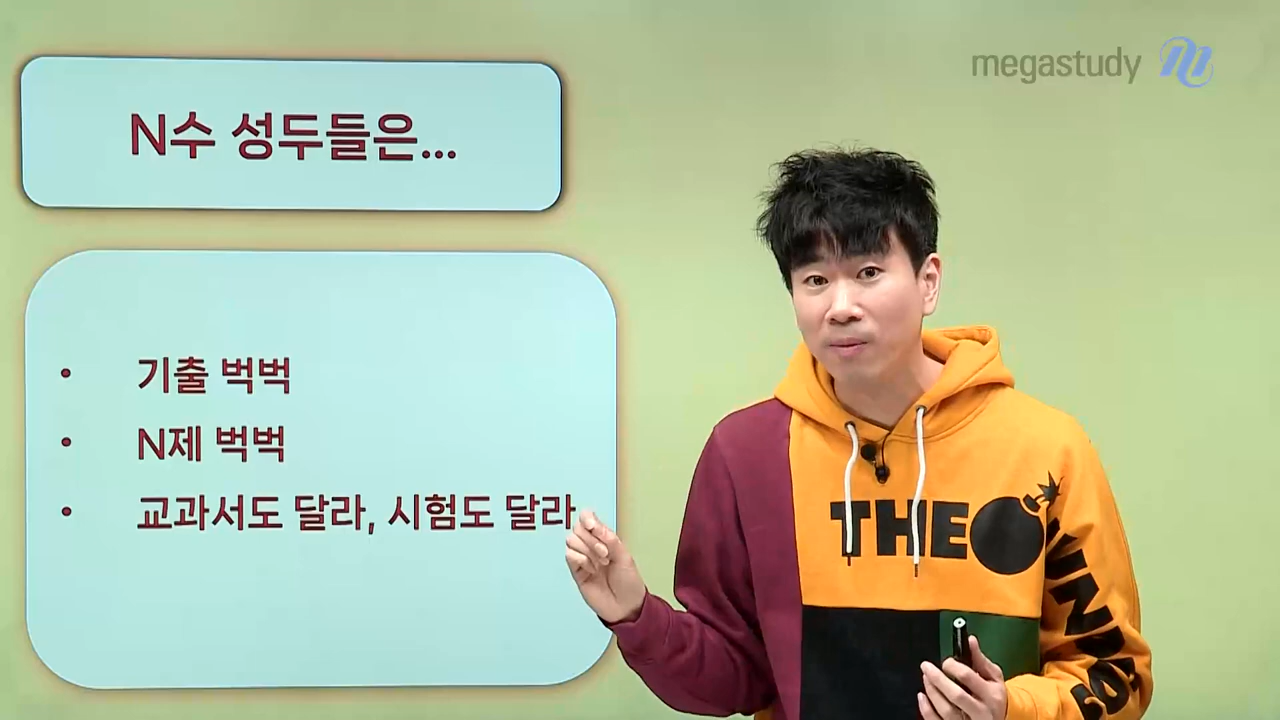 megastudy
N수 성두들은...
• 기출 벅벅
• N제 벅벅
• 교과서도 달라, 시험도 달라
THE
HUNDRED